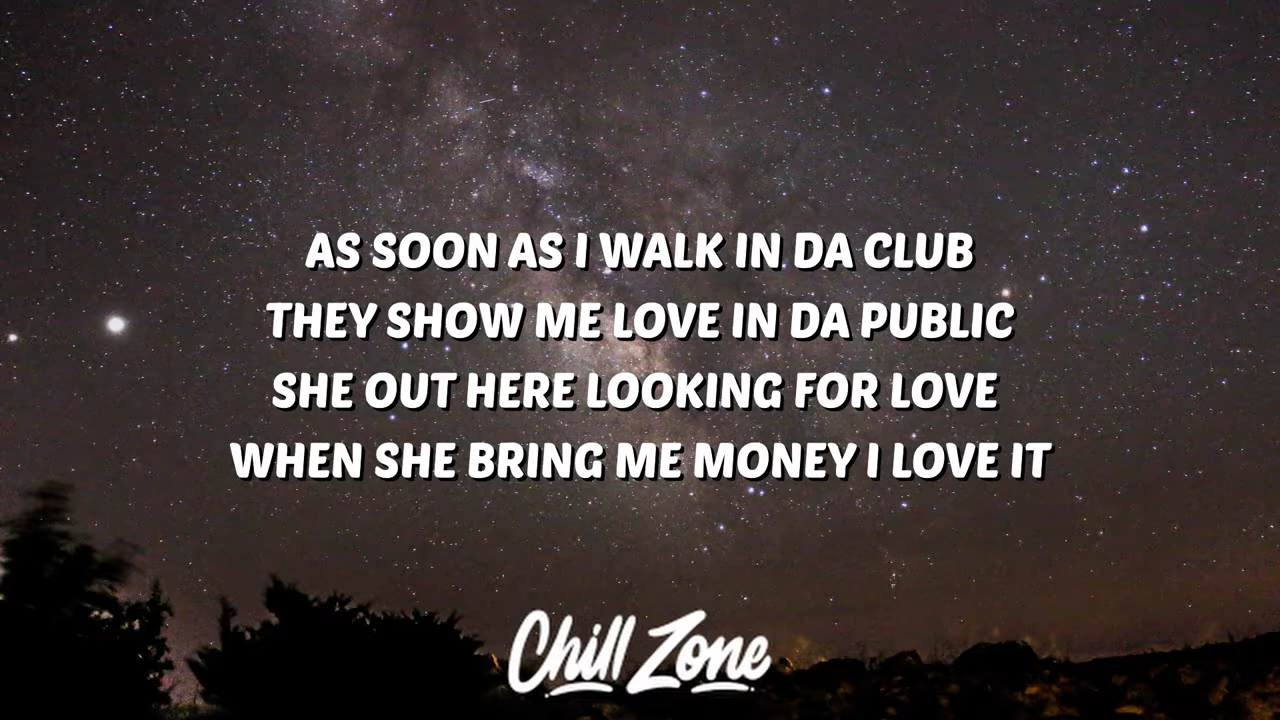 AS SOON AS I WALK IN DA CLUB
THEY SHOW ME LOVE IN DA PUBLIC
SHE OUT HERE LOOKING FOR LOVE
WHEN SHE BRING ME MONEY I LOVE IT
Chill Zone